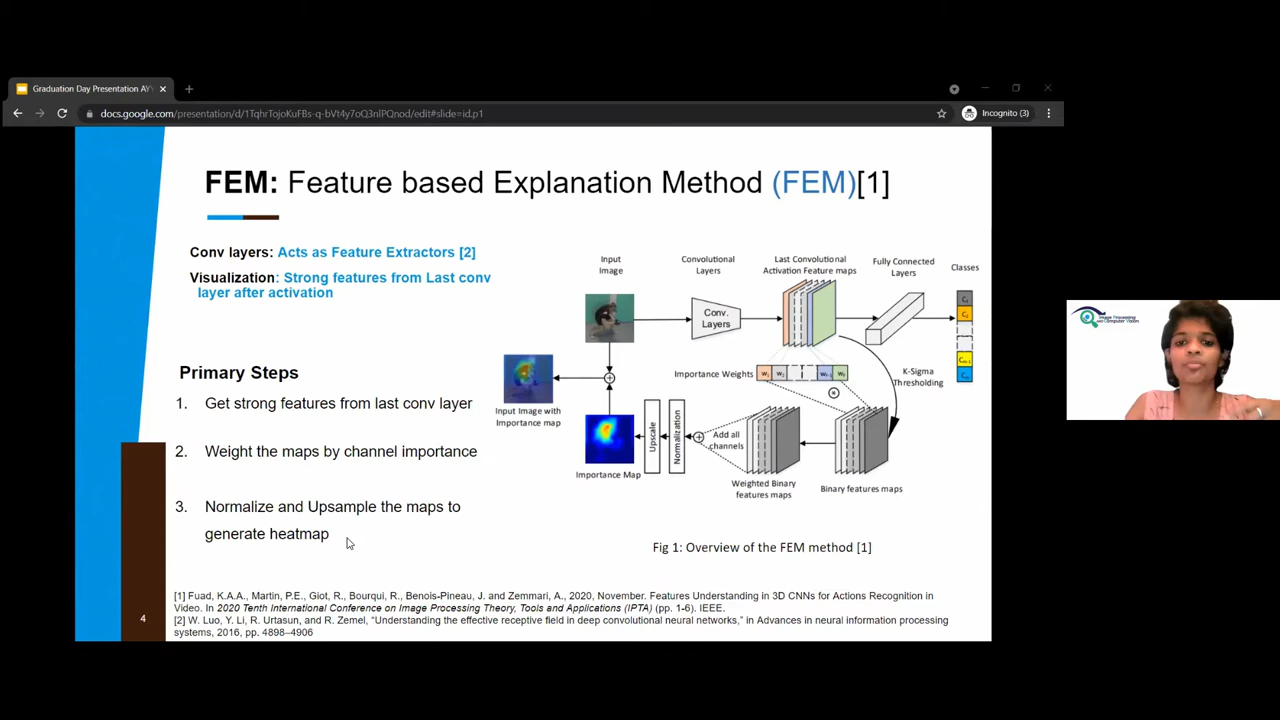 Graduation Day Presentation AY
docs.google.com/presentation/d/1TqhrTojoKuFBs-q-bVt4y7oQ3nlPQnod/edit#slide=id.p1
Incognito (3)
FEM: Feature based Explanation Method (FEM)[1]
Conv layers: Acts as Feature Extractors [2]
Visualization: Strong features from Last conv
layer after activation
Primary Steps
1. Get strong features from last conv layer
2. Weight the maps by channel importance
3. Normalize and Upsample the maps to
generate heatmap
Input
Image
Convolutional
Layers
Last Convolutional
Activation Feature maps
Fully Connected
Layers
Classes
Conv.
Layers
Importance Weights
K-Sigma
Thresholding
Input Image with
Importance map
Importance Map
Upscale
Normalization
Add all
channels
Weighted Binary
features maps
Binary features maps
Fig 1: Overview of the FEM method [1]
[1] Fuad, K.A.A., Martin, P.E., Giot, R., Bourqui, R., Benois-Pineau, J. and Zemmari, A., 2020, November. Features Understanding in 3D CNNs for Actions Recognition in
Video. In 2020 Tenth International Conference on Image Processing Theory, Tools and Applications (IPTA) (pp. 1-6). IEEE.
[2] W. Luo, Y. Li, R. Urtasun, and R. Zemel, “Understanding the effective receptive field in deep convolutional neural networks,” in Advances in neural information processing
systems, 2016, pp. 4898–4906
4
Image Processing
and Computer Vision